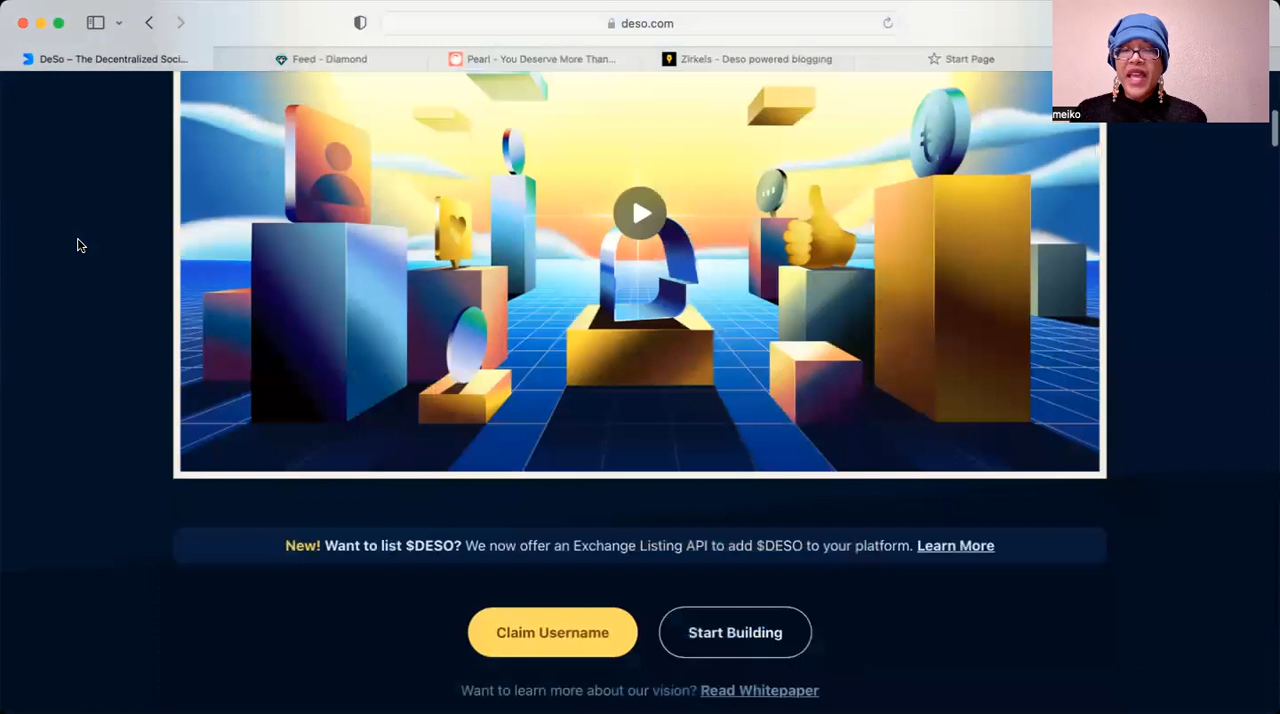 deso.com
DeSo – The Decentralized Soci...
Feed - Diamond
Pearl - You Deserve More Than...
Zirkels - Deso powered blogging
Start Page
meiko
New! Want to list $DESO? We now offer an Exchange Listing API to add $DESO to your platform. Learn More
Claim Username
Start Building
Want to learn more about our vision? Read Whitepaper